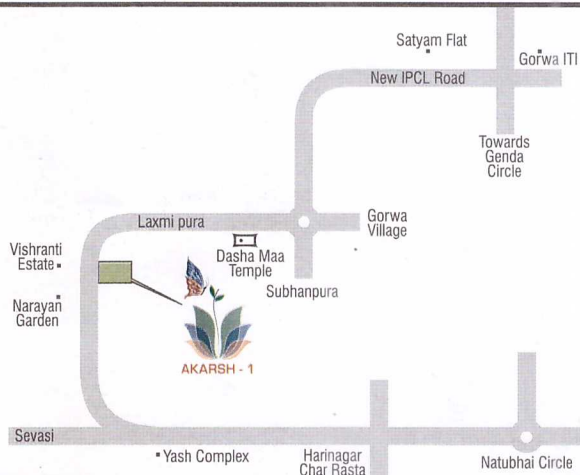 Satyam Flat
Gorwa ITI
New IPCL Road
Towards
Genda
Circle
Laxmi pura
Gorwa
Village
Dasha Maa
Temple
Subhanpura
Vishranti
Estate
Narayan
Garden
AKARSH - 1
Sevasi
Yash Complex
Harinagar
Char Rasta
Natubhai Circle